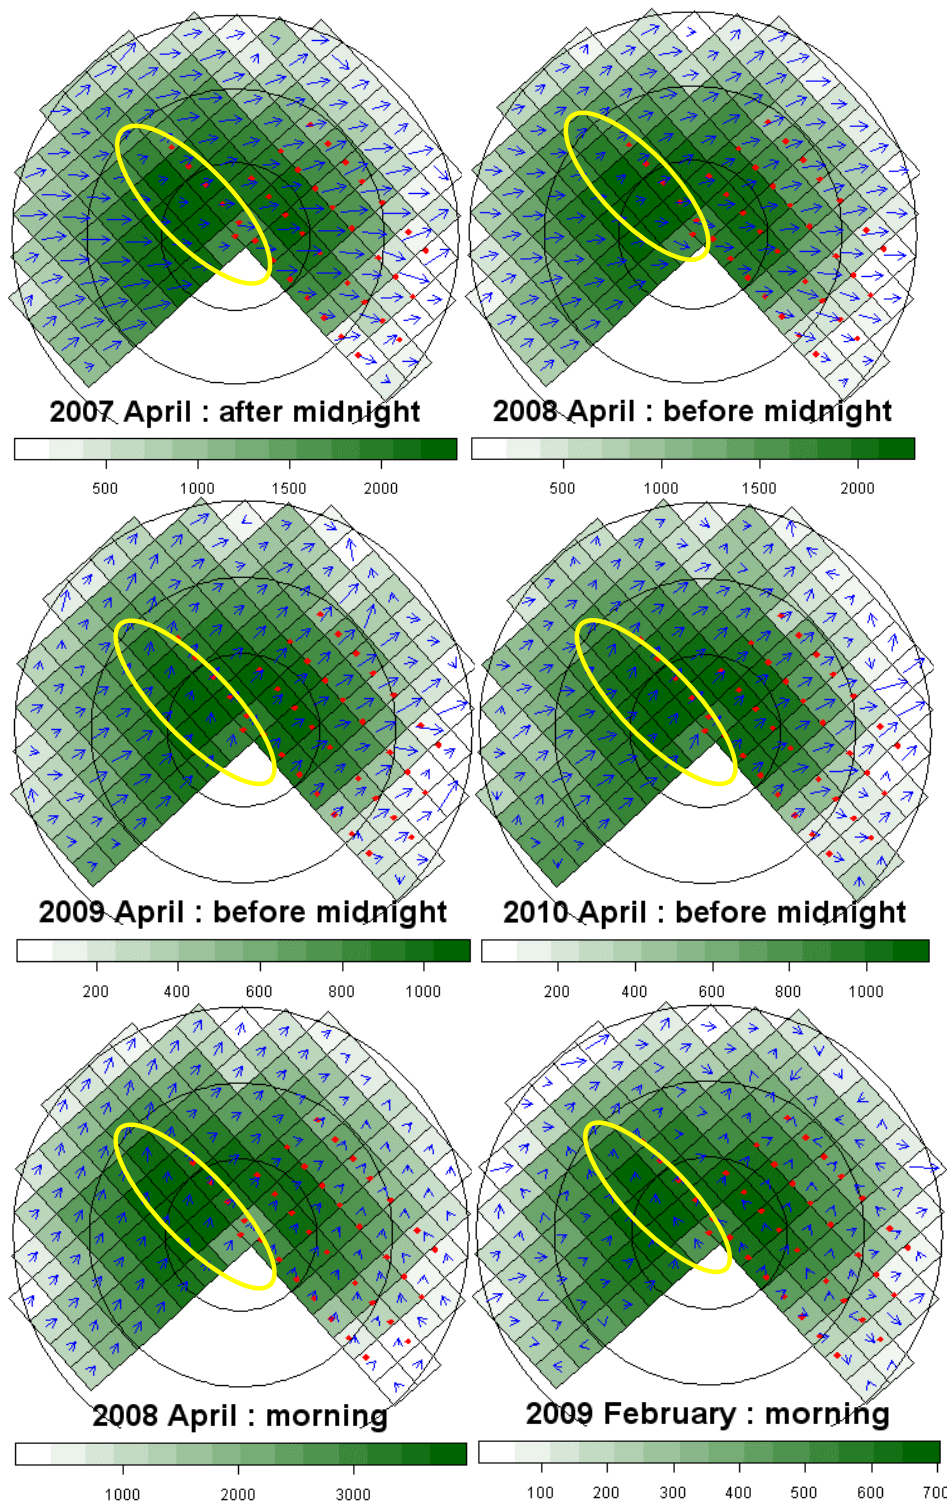 2007 April : after midnight
2008 April : before midnight
500 1000 1500 2000
500 1000 1500 2000
2009 April : before midnight
2010 April : before midnight
200 400 600 800 1000
200 400 600 800 1000
2008 April : morning
2009 February : morning
1000 2000 3000
100 200 300 400 500 600 700